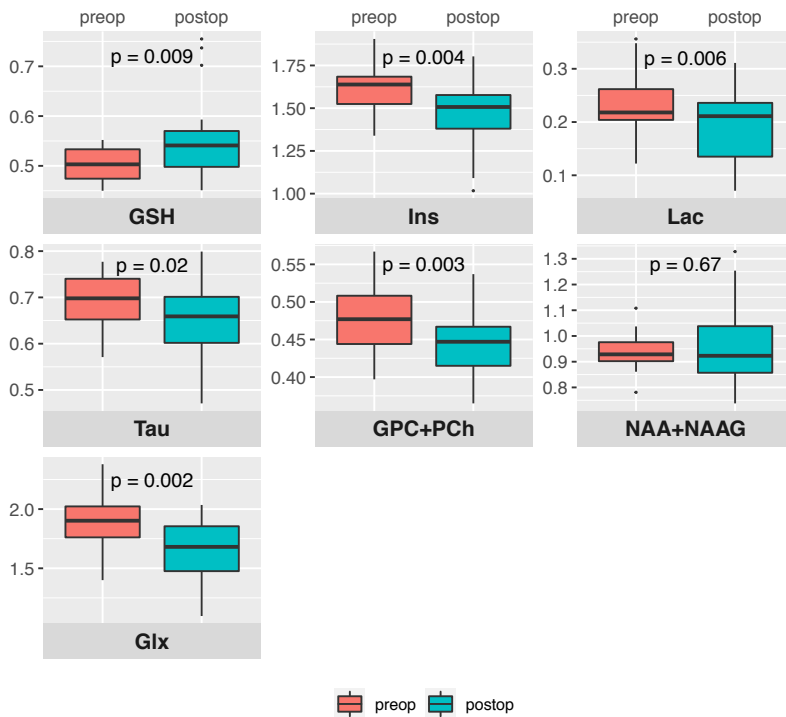 preop postop preop postop preop postop
0.7
0.6
0.5
p = 0.009
GSH
1.75
1.50
1.25
1.00
p = 0.004
Ins
0.3
0.2
0.1
p = 0.006
Lac
0.8
0.7
0.6
0.5
p = 0.02
Tau
0.55
0.50
0.45
0.40
p = 0.003
GPC+PCh
1.3
1.2
1.1
1.0
0.9
0.8
p = 0.67
NAA+NAAG
2.0
1.5
p = 0.002
Glx
preop postop